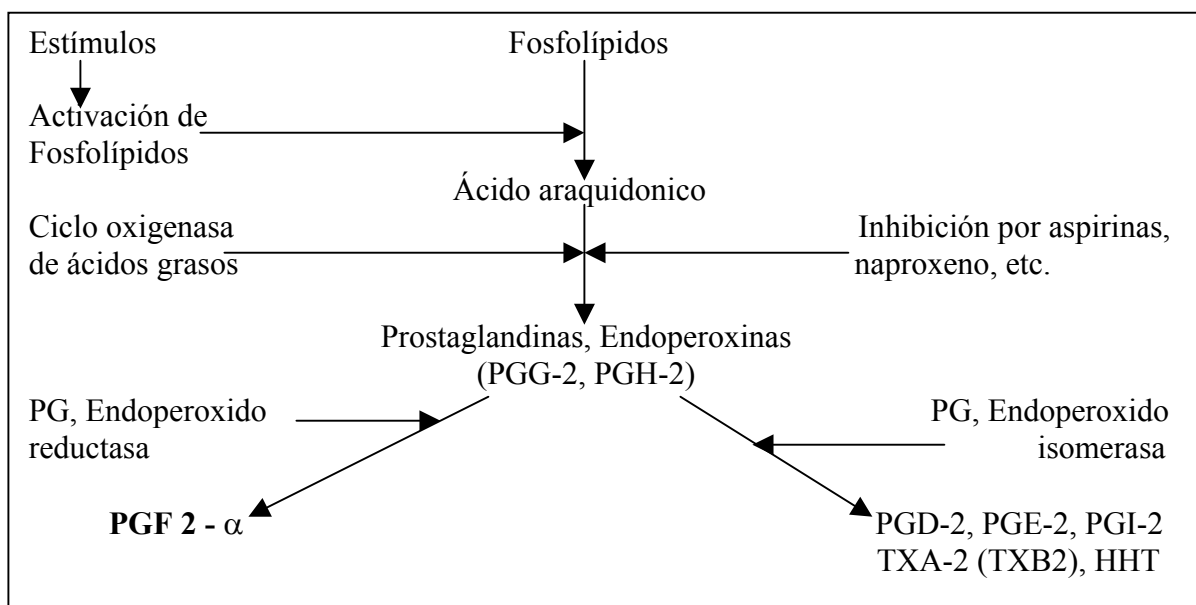 Estímulos
Fosfolípidos
Activación de
Fosfolípidos
Ácido araquidonico
Ciclo oxigenasa
de ácidos grasos
Inhibición por aspirinas,
naproxeno, etc.
Prostaglandinas, Endoperoxinas
(PGG-2, PGH-2)
PG, Endoperoxido
reductasa
PG, Endoperoxido
isomerasa
PGF 2 - α
PGD-2, PGE-2, PGI-2
TXA-2 (TXB2), HHT